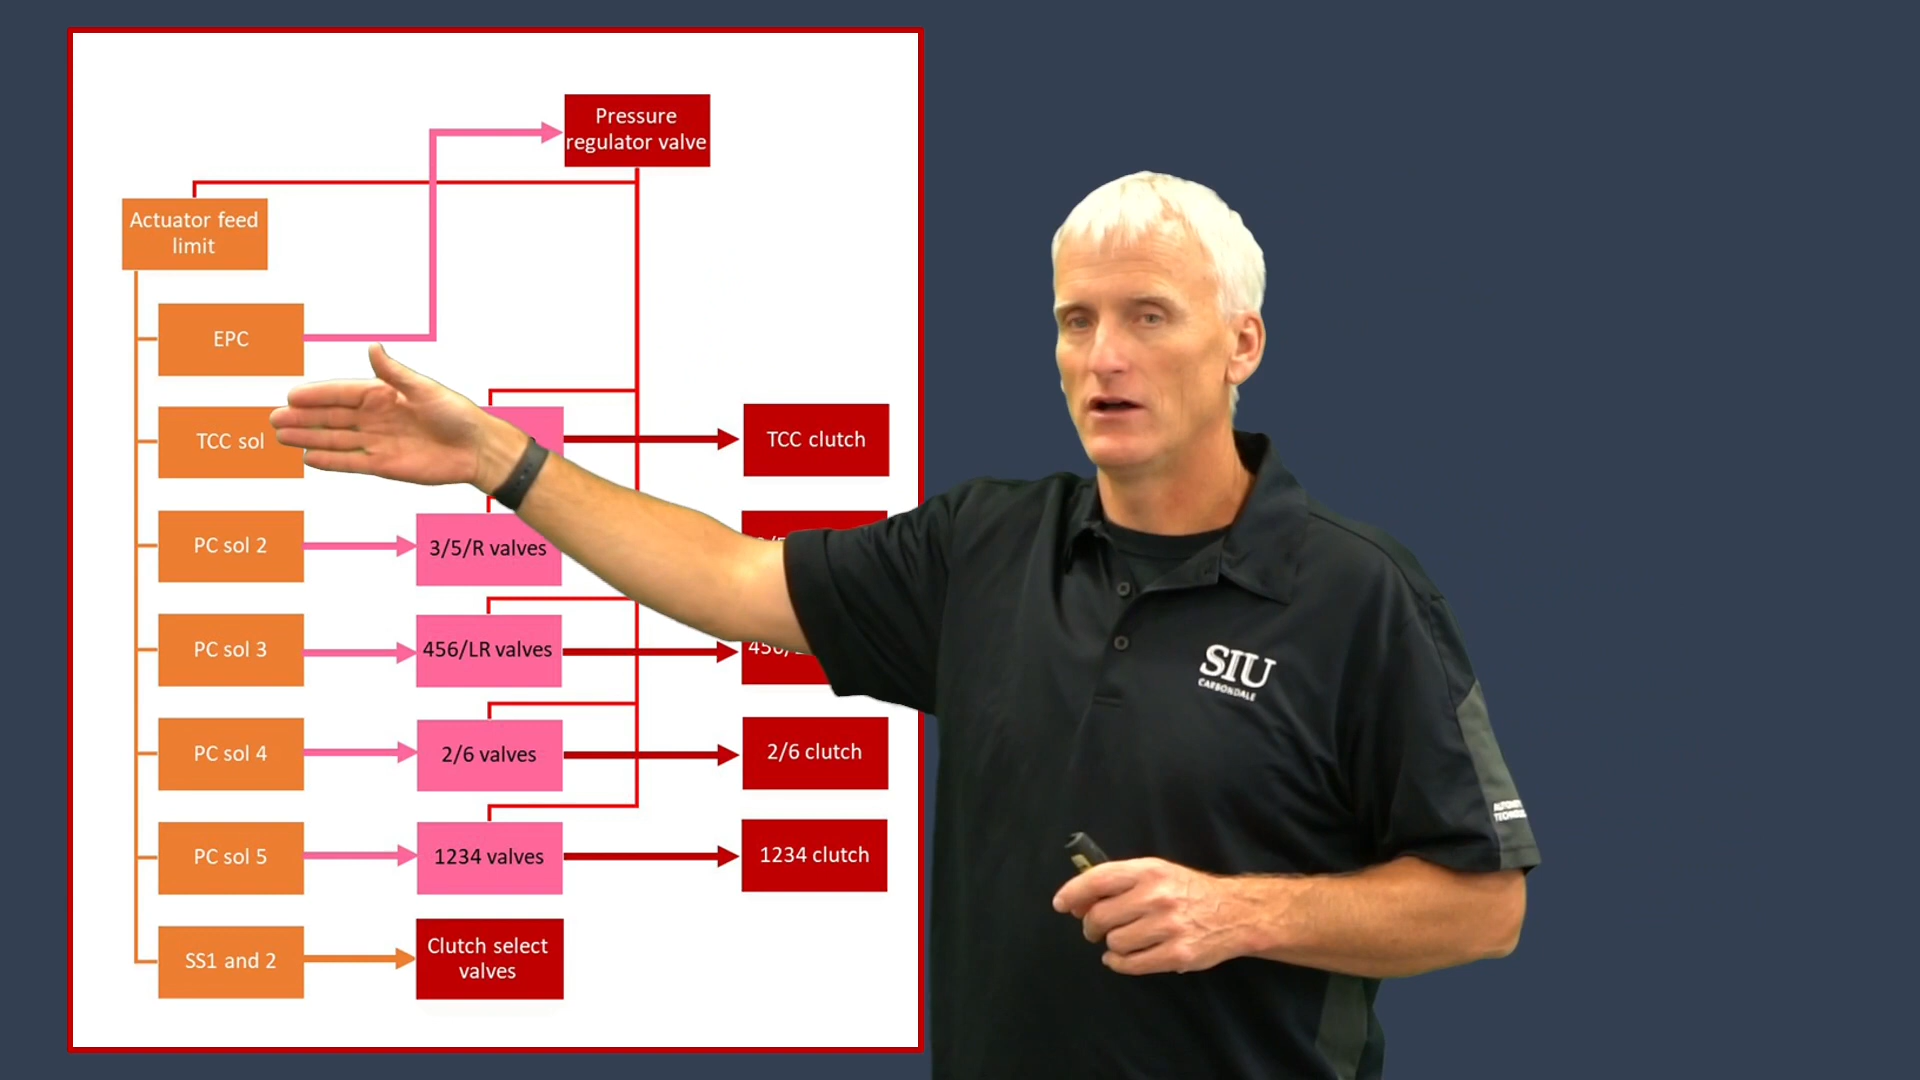 Pressure
regulator valve
Actuator feed
limit
EPC
TCC sol
TCC clutch
PC sol 2
3/5/R valves
PC sol 3
456/LR valves
PC sol 4
2/6 valves
2/6 clutch
PC sol 5
1234 valves
1234 clutch
SS1 and 2
Clutch select
valves
SIU
CARBONDALE